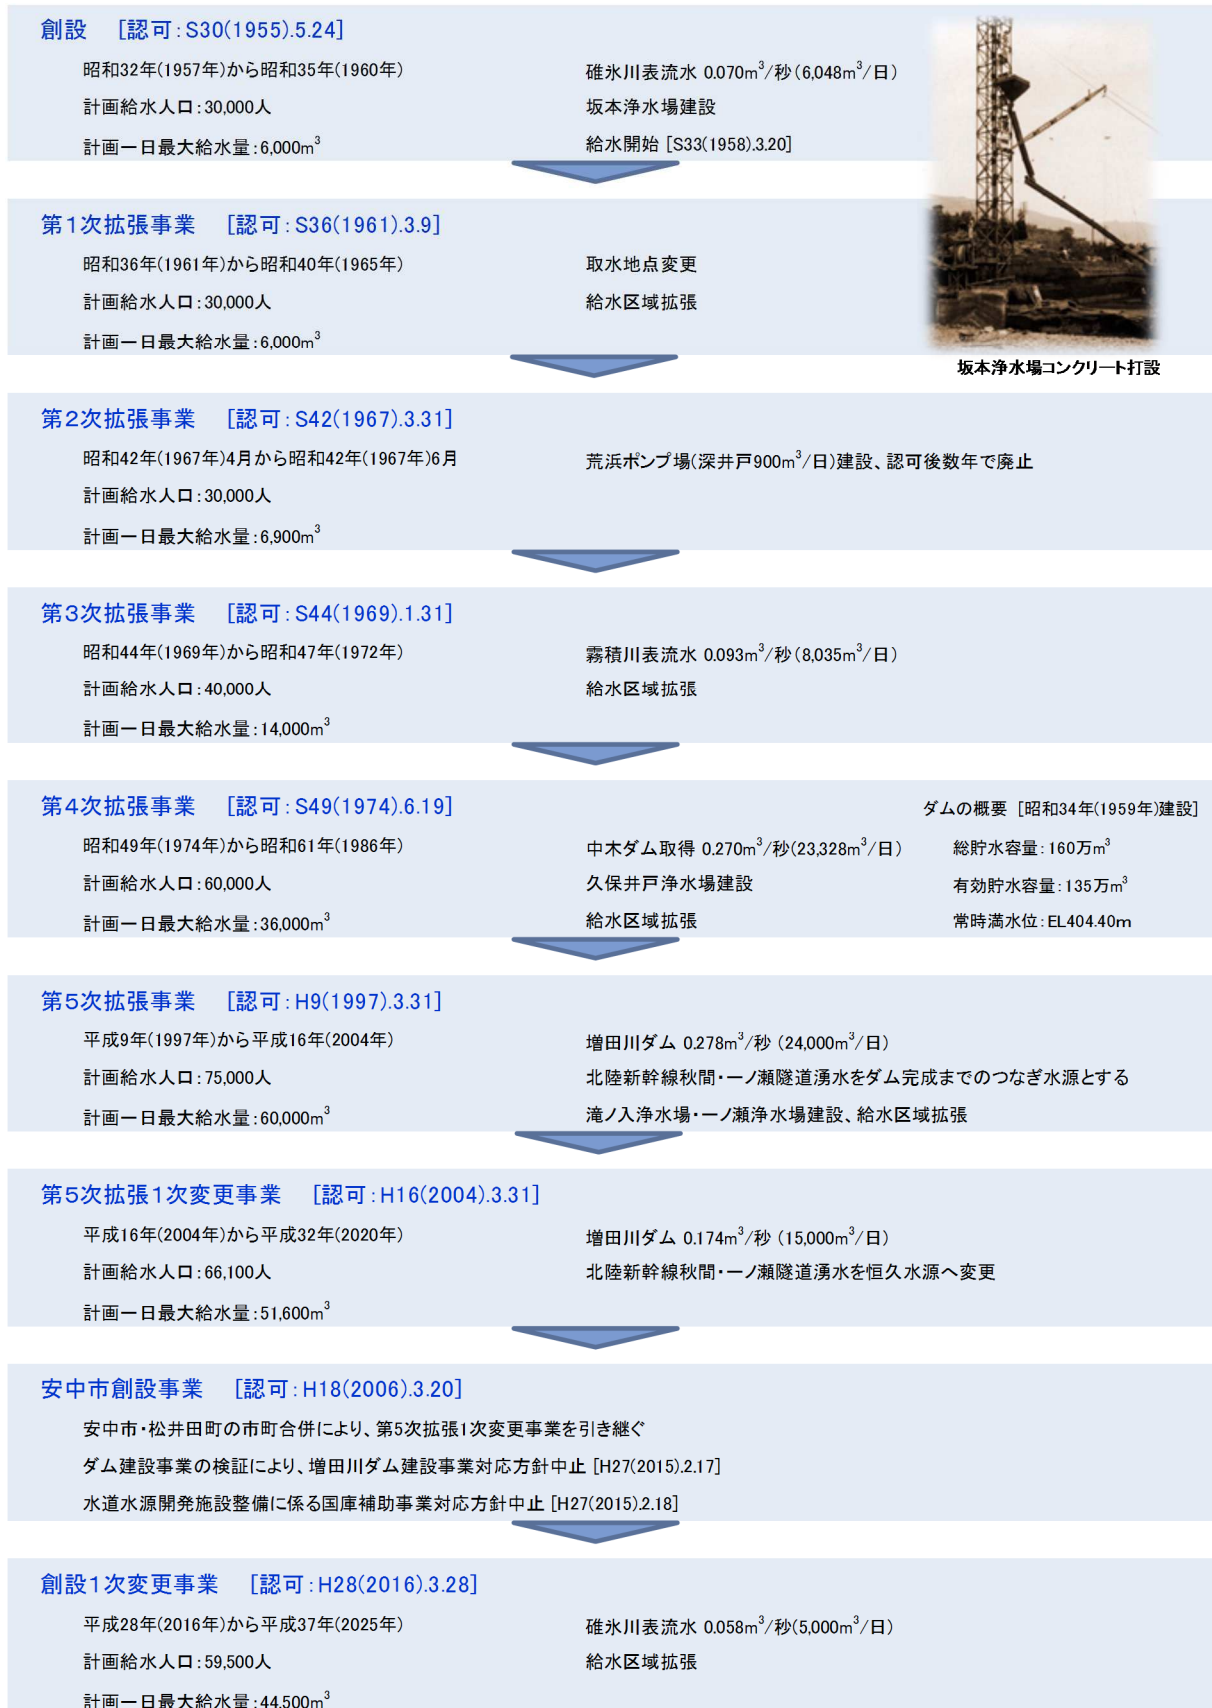 創設　[認可:S30(1955).5.24]
昭和32年(1957年)から昭和35年(1960年)
計画給水人口:30,000人
計画一日最大給水量:6,000m³
碓氷川表流水 0.070m³/秒(6,048m³/日)
坂本浄水場建設
給水開始 [S33(1958).3.20]
第1次拡張事業　[認可:S36(1961).3.9]
昭和36年(1961年)から昭和40年(1965年)
計画給水人口:30,000人
計画一日最大給水量:6,000m³
取水地点変更
給水区域拡張
坂本浄水場コンクリート打設
第2次拡張事業　[認可:S42(1967).3.31]
昭和42年(1967年)4月から昭和42年(1967年)6月
計画給水人口:30,000人
計画一日最大給水量:6,900m³
荒浜ポンプ場(深井戸900m³/日)建設、認可後数年で廃止
第3次拡張事業　[認可:S44(1969).1.31]
昭和44年(1969年)から昭和47年(1972年)
計画給水人口:40,000人
計画一日最大給水量:14,000m³
霧積川表流水 0.093m³/秒(8,035m³/日)
給水区域拡張
第4次拡張事業　[認可:S49(1974).6.19]
昭和49年(1974年)から昭和61年(1986年)
計画給水人口:60,000人
計画一日最大給水量:36,000m³
中木ダム取得 0.270m³/秒(23,328m³/日)
久保井戸浄水場建設
給水区域拡張
ダムの概要 [昭和34年(1959年)建設]
総貯水容量:160万m³
有効貯水容量:135万m³
常時満水位:EL404.40m
第5次拡張事業　[認可:H9(1997).3.31]
平成9年(1997年)から平成16年(2004年)
計画給水人口:75,000人
計画一日最大給水量:60,000m³
増田川ダム 0.278m³/秒 (24,000m³/日)
北陸新幹線秋間・一ノ瀬隧道湧水をダム完成までのつなぎ水源とする
滝ノ入浄水場・一ノ瀬浄水場建設、給水区域拡張
第5次拡張1次変更事業　[認可:H16(2004).3.31]
平成16年(2004年)から平成32年(2020年)
計画給水人口:66,100人
計画一日最大給水量:51,600m³
増田川ダム 0.174m³/秒 (15,000m³/日)
北陸新幹線秋間・一ノ瀬隧道湧水を恒久水源へ変更
安中市創設事業　[認可:H18(2006).3.20]
安中市・松井田町の市町合併により、第5次拡張1次変更事業を引き継ぐ
ダム建設事業の検証により、増田川ダム建設事業対応方針中止 [H27(2015).2.17]
水道水源開発施設整備に係る国庫補助事業対応方針中止 [H27(2015).2.18]
創設1次変更事業　[認可:H28(2016).3.28]
平成28年(2016年)から平成37年(2025年)
計画給水人口:59,500人
計画一日最大給水量:44,500m³
碓氷川表流水 0.058m³/秒(5,000m³/日)
給水区域拡張